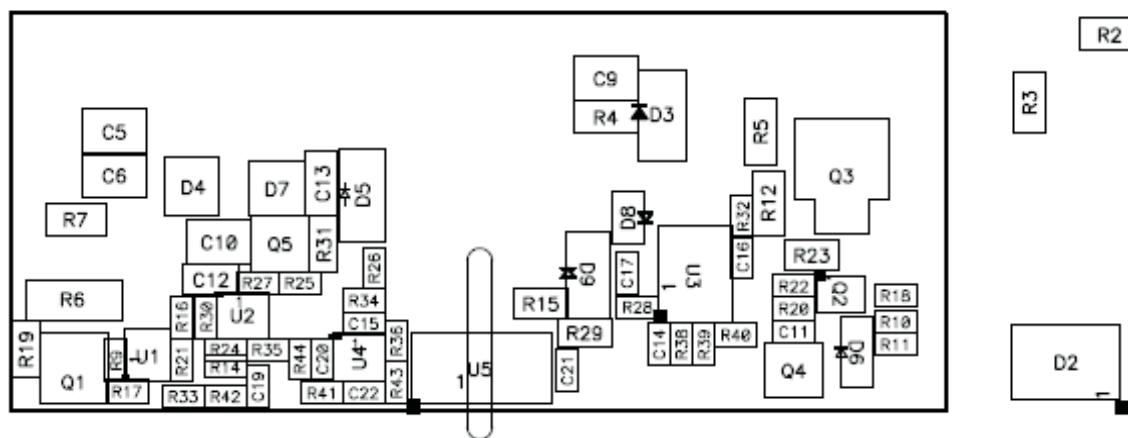 R2
C9
R3
R4
D3
R5
C5
C6
D4
D7
C13
D5
Q3
R7
R12
D8
R32
C10
Q5
R31
C16
R23
C12
R27
R25
R26
D9
C17
U3
R22
Q2
R6
R16
R30
U2
R34
R15
R28
1
R20
R18
C15
R29
C11
R10
R19
R9
U1
R21
R24
R35
R44
C20
U4
R36
C14
R38
R39
R40
D6
R11
Q1
R14
1
U5
C21
Q4
D2
R17
R33
R42
C19
R41
C22
R43
1